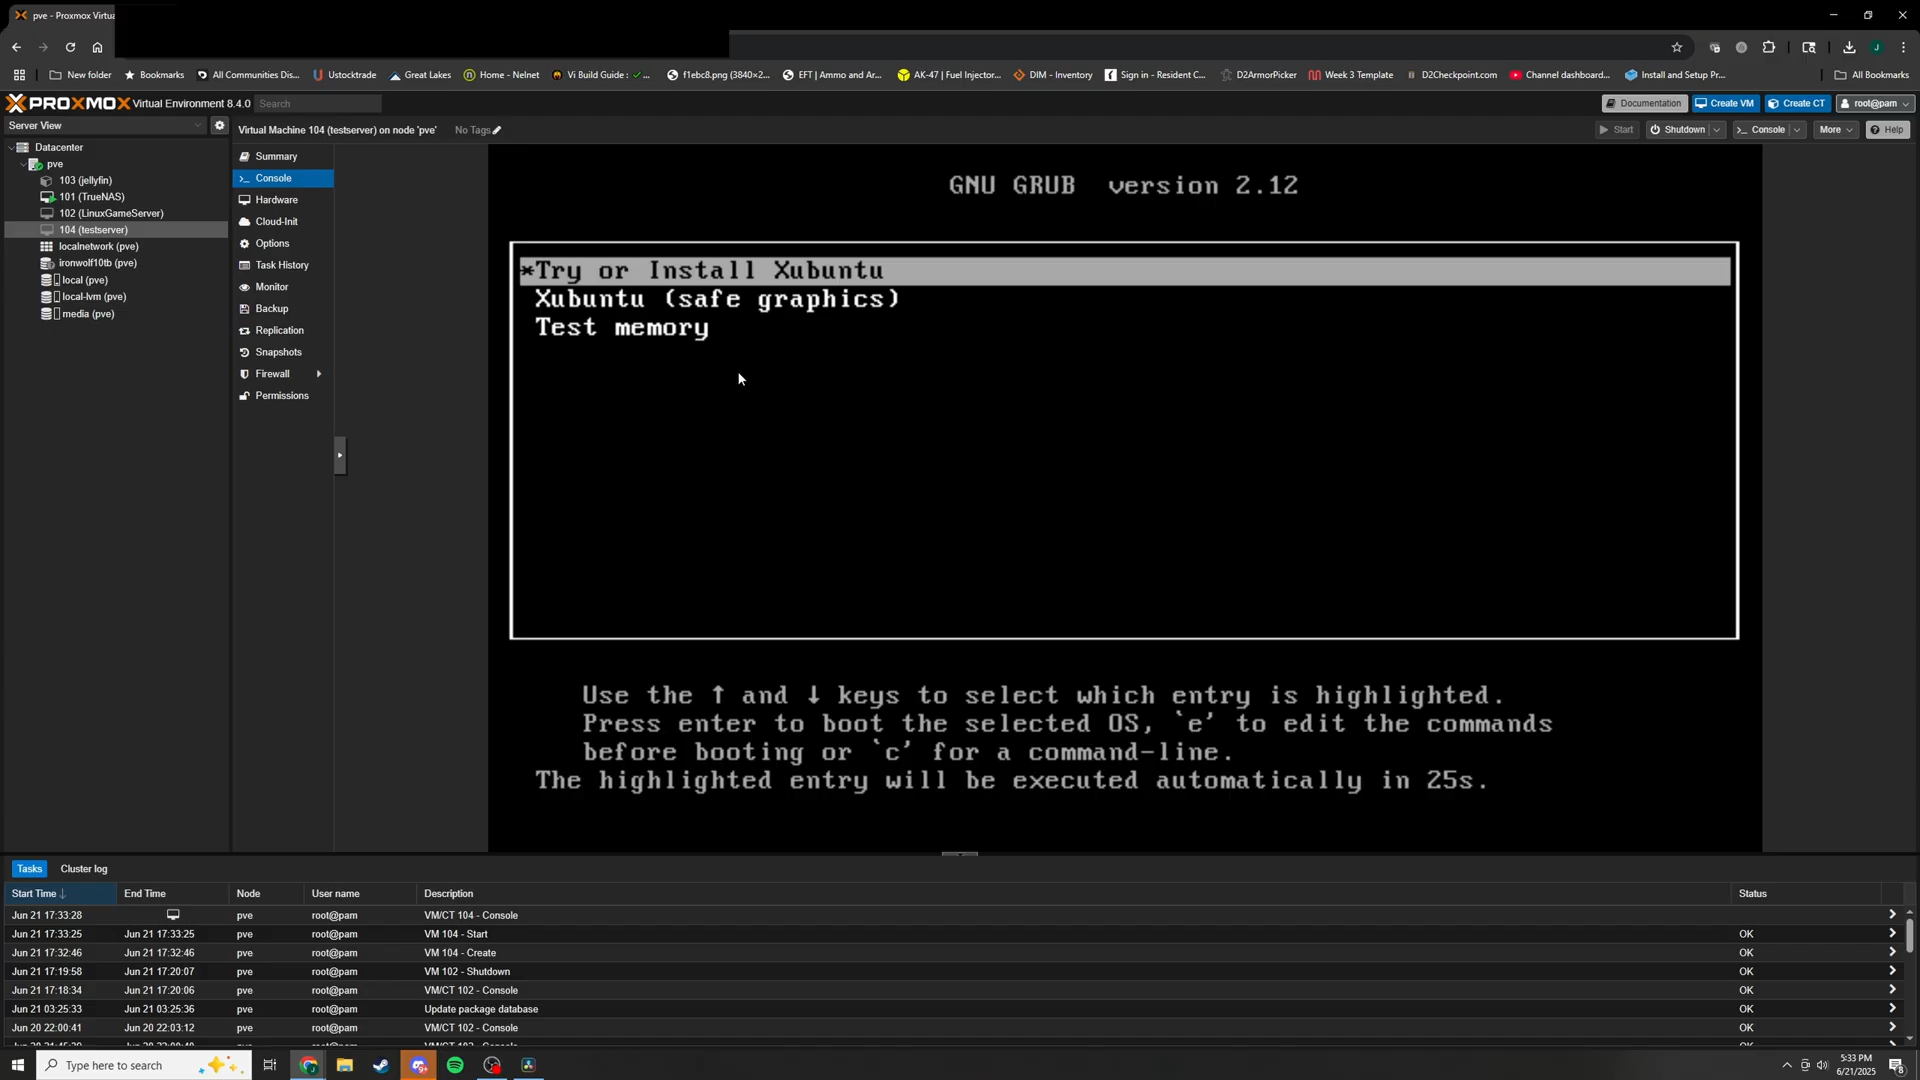 pve - Proxmox Virtua
New folder
Bookmarks
All Communities Dis...
Ustocktrade
Great Lakes
Home - Nelnet
Vi Build Guide :
f1ebc8.png (3840×2...
EFT | Ammo and Ar...
AK-47 | Fuel Injector...
DIM - Inventory
Sign in - Resident C...
D2ArmorPicker
Week 3 Template
D2Checkpoint.com
Channel dashboard...
Install and Setup Pr...
All Bookmarks
PROXMOX Virtual Environment 8.4.0
Search
Documentation
Create VM
Create CT
root@pam
Server View
Virtual Machine 104 (testserver) on node 'pve'
No Tags
Start
Shutdown
Console
More
Help
Datacenter
pve
103 (jellyfin)
101 (TrueNAS)
102 (LinuxGameServer)
104 (testserver)
localnetwork (pve)
ironwolf10tb (pve)
local (pve)
local-lvm (pve)
media (pve)
Summary
Console
Hardware
Cloud-Init
Options
Task History
Monitor
Backup
Replication
Snapshots
Firewall
Permissions
GNU GRUB version 2.12
*Try or Install Xubuntu
Xubuntu (safe graphics)
Test memory
Use the ↑ and ↓ keys to select which entry is highlighted.
Press enter to boot the selected OS, `e' to edit the commands
before booting or `c' for a command-line.
The highlighted entry will be executed automatically in 25s.
Tasks
Cluster log
Start Time End Time Node User name Description Status
Jun 21 17:33:28 pve root@pam VM/CT 104 - Console
Jun 21 17:33:25 Jun 21 17:33:25 pve root@pam VM 104 - Start OK
Jun 21 17:32:46 Jun 21 17:32:46 pve root@pam VM 104 - Create OK
Jun 21 17:19:58 Jun 21 17:20:07 pve root@pam VM 102 - Shutdown OK
Jun 21 17:18:34 Jun 21 17:20:06 pve root@pam VM/CT 102 - Console OK
Jun 21 03:25:33 Jun 21 03:25:36 pve root@pam Update package database OK
Jun 20 22:00:41 Jun 20 22:03:12 pve root@pam VM/CT 102 - Console OK
Type here to search
5:33 PM
6/21/2025